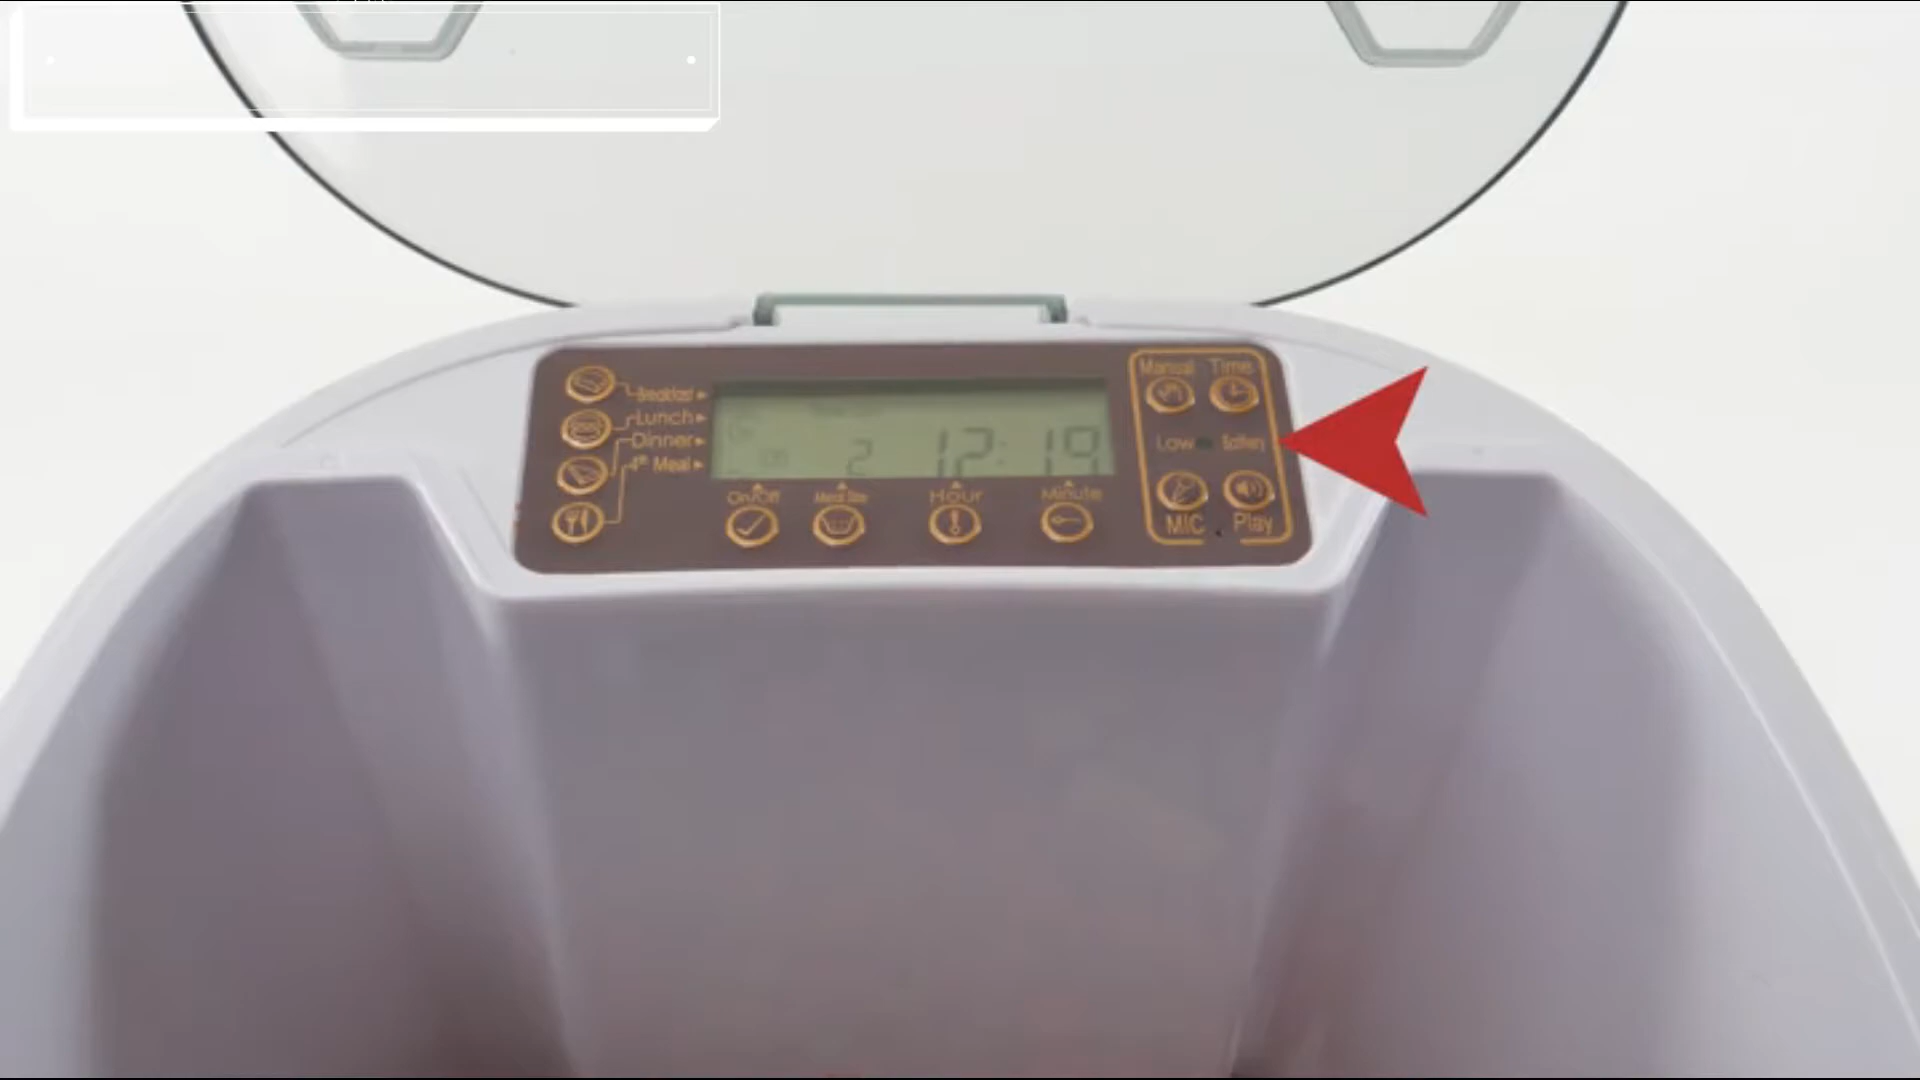 Manual Time
Breakfast
Lunch
Dinner
4th Meal
2 12:19
Low Battery
On/Off Meal Size Hour Minute
MIC Play